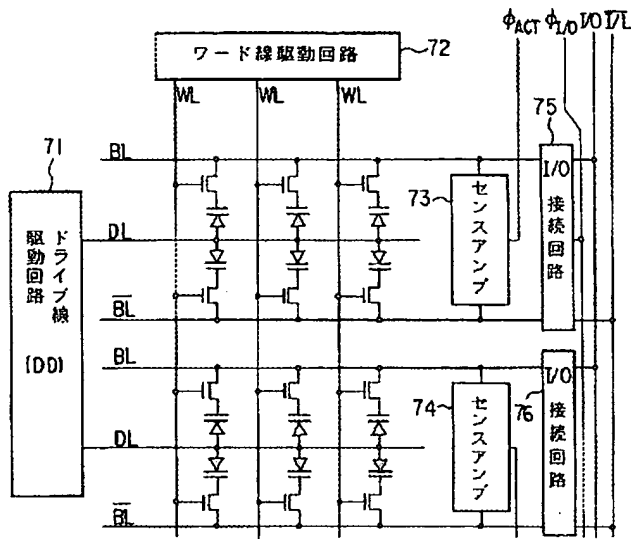 φACT φI/O I/O I/L
ワード線駆動回路 72
WL WL WL
71
75
BL
I/O
接続回路
73
センスアンプ
DL
ドライブ線
駆動回路
(DD)
BL
BL
I/O
接続回路
76
74
センスアンプ
DL
BL